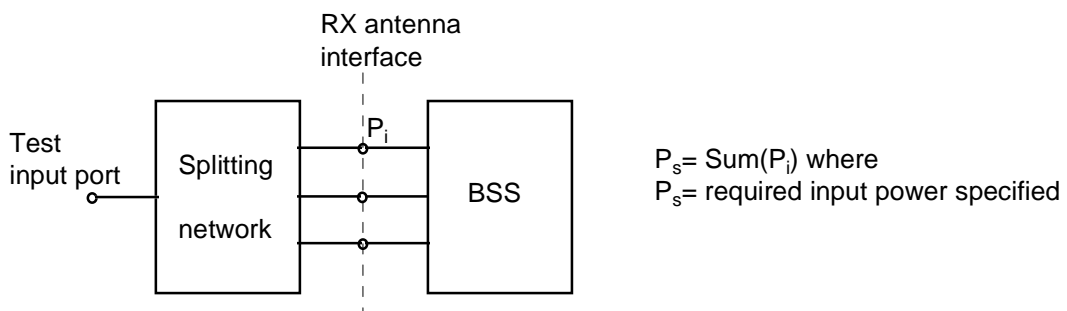 RX antenna
interface
Test
input port
Splitting
network
P_i
BSS
P_s= Sum(P_i) where
P_s= required input power specified